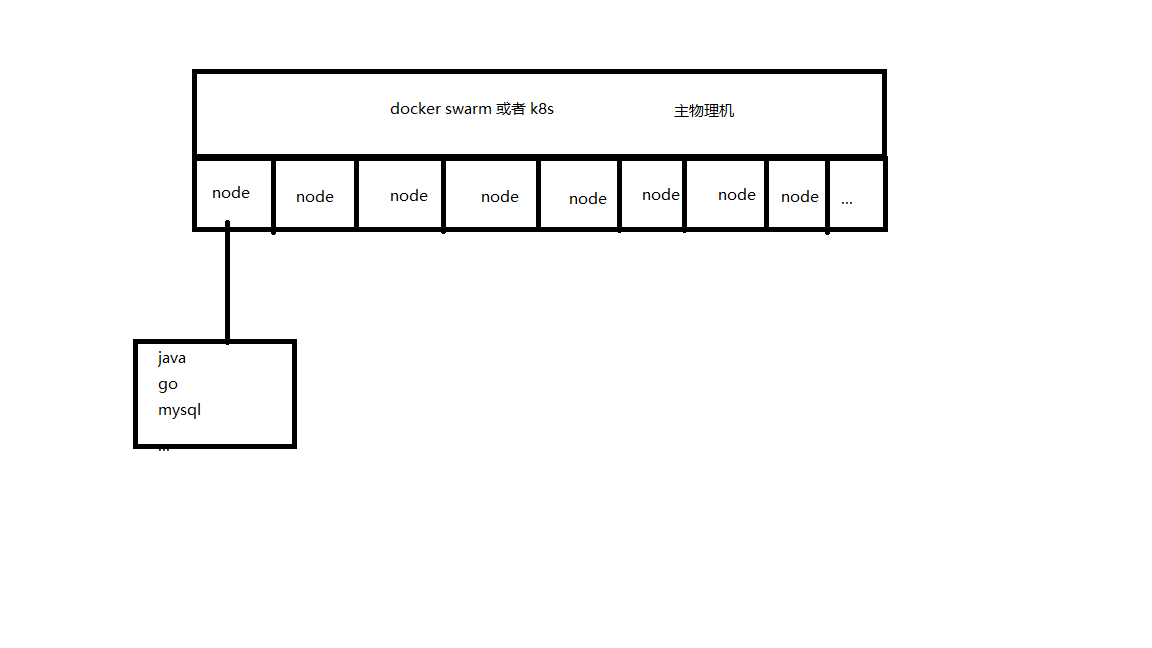 docker swarm 或者 k8s 主物理机
node node node node node node node node ...
java
go
mysql
...